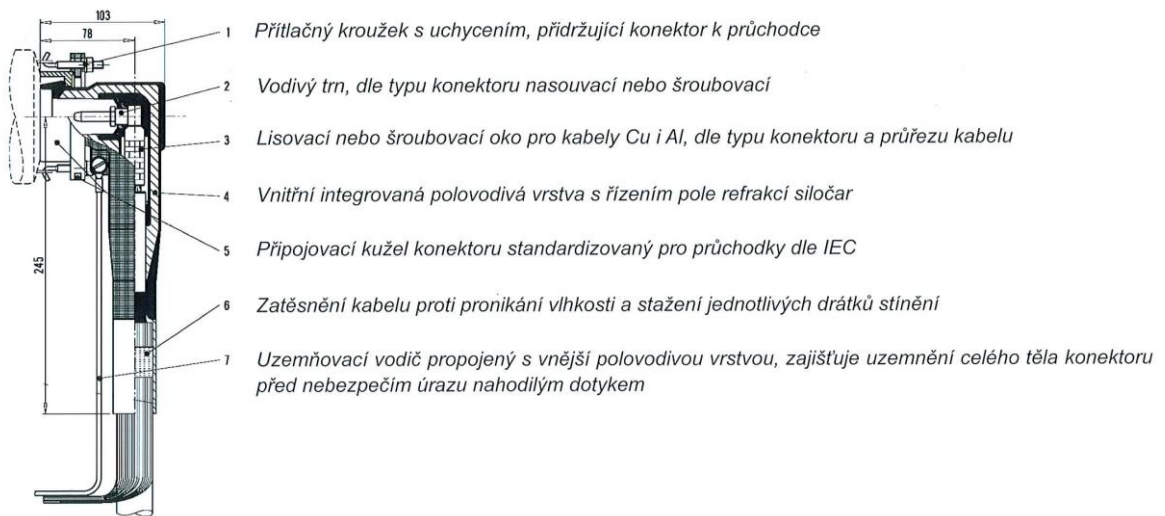 103
78
245
1 Přítlačný kroužek s uchycením, přidržující konektor k průchodce
2 Vodivý trn, dle typu konektoru nasouvací nebo šroubovací
3 Lisovací nebo šroubovací oko pro kabely Cu i Al, dle typu konektoru a průřezu kabelu
4 Vnitřní integrovaná polovodivá vrstva s řízením pole refrakcí siločar
5 Připojovací kužel konektoru standardizovaný pro průchodky dle IEC
6 Zatěsnění kabelu proti pronikání vlhkosti a stažení jednotlivých drátků stínění
7 Uzemňovací vodič propojený s vnější polovodivou vrstvou, zajišťuje uzemnění celého těla konektoru
před nebezpečím úrazu nahodilým dotykem